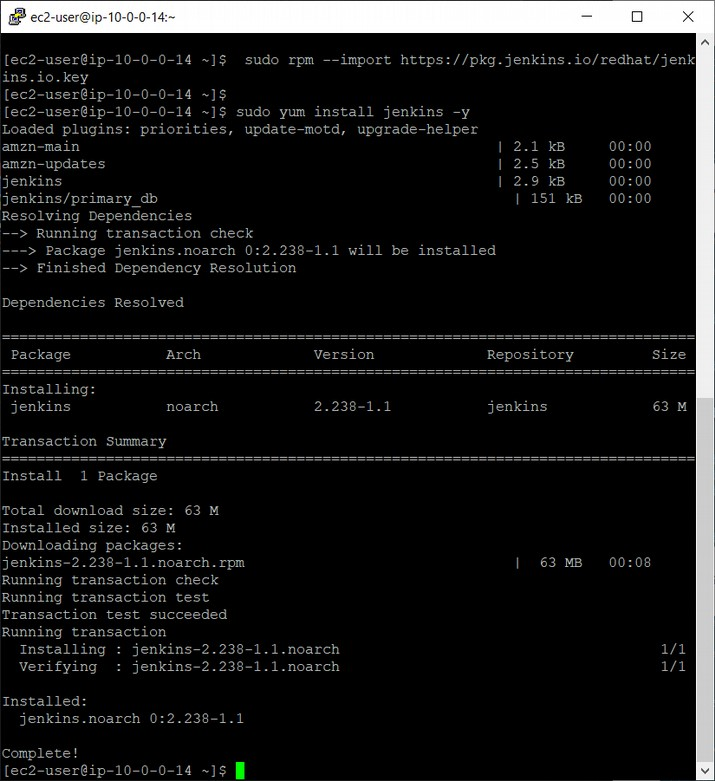 ec2-user@ip-10-0-0-14:~
[ec2-user@ip-10-0-0-14 ~]$  sudo rpm --import https://pkg.jenkins.io/redhat/jenk
ins.io.key
[ec2-user@ip-10-0-0-14 ~]$
[ec2-user@ip-10-0-0-14 ~]$ sudo yum install jenkins -y
Loaded plugins: priorities, update-motd, upgrade-helper
amzn-main                                                | 2.1 kB     00:00
amzn-updates                                             | 2.5 kB     00:00
jenkins                                                  | 2.9 kB     00:00
jenkins/primary_db                                         | 151 kB   00:00
Resolving Dependencies
--> Running transaction check
---> Package jenkins.noarch 0:2.238-1.1 will be installed
--> Finished Dependency Resolution
Dependencies Resolved
================================================================================
 Package           Arch             Version             Repository         Size
================================================================================
Installing:
 jenkins           noarch           2.238-1.1           jenkins            63 M
Transaction Summary
================================================================================
Install  1 Package
Total download size: 63 M
Installed size: 63 M
Downloading packages:
jenkins-2.238-1.1.noarch.rpm                               |  63 MB   00:08
Running transaction check
Running transaction test
Transaction test succeeded
Running transaction
  Installing : jenkins-2.238-1.1.noarch                                     1/1
  Verifying  : jenkins-2.238-1.1.noarch                                     1/1
Installed:
  jenkins.noarch 0:2.238-1.1
Complete!
[ec2-user@ip-10-0-0-14 ~]$